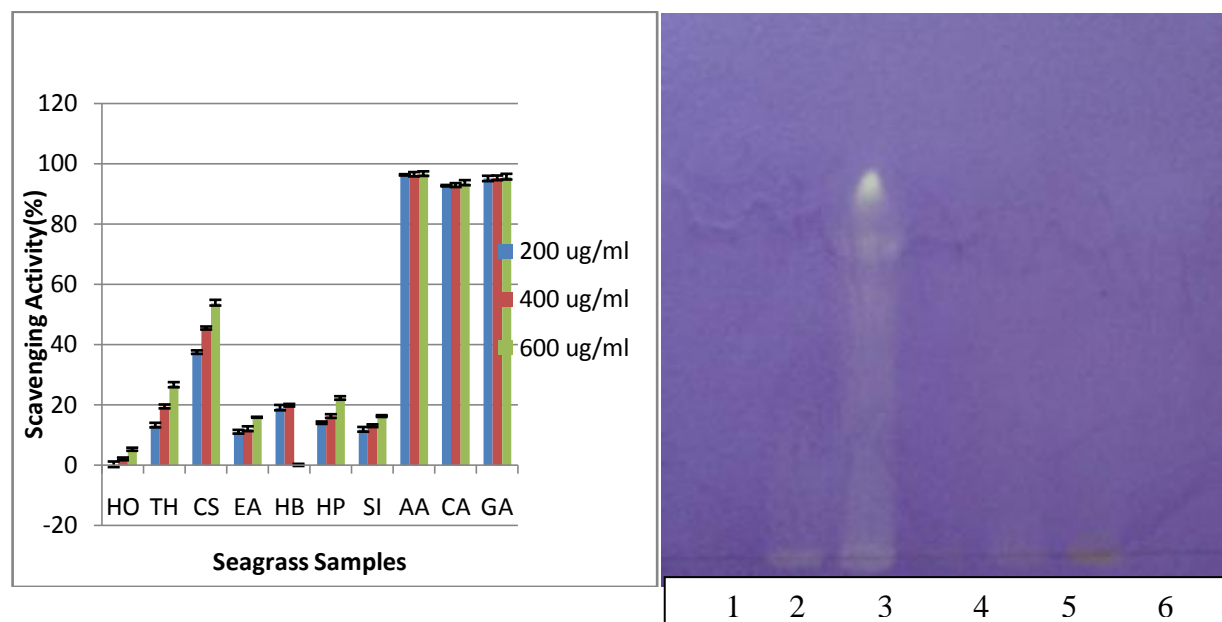 120
100
80
60
40
20
0
-20
Scavenging Activity(%)
HO TH CS EA HB HP SI AA CA GA
Seagrass Samples
200 ug/ml
400 ug/ml
600 ug/ml
1 2 3 4 5 6